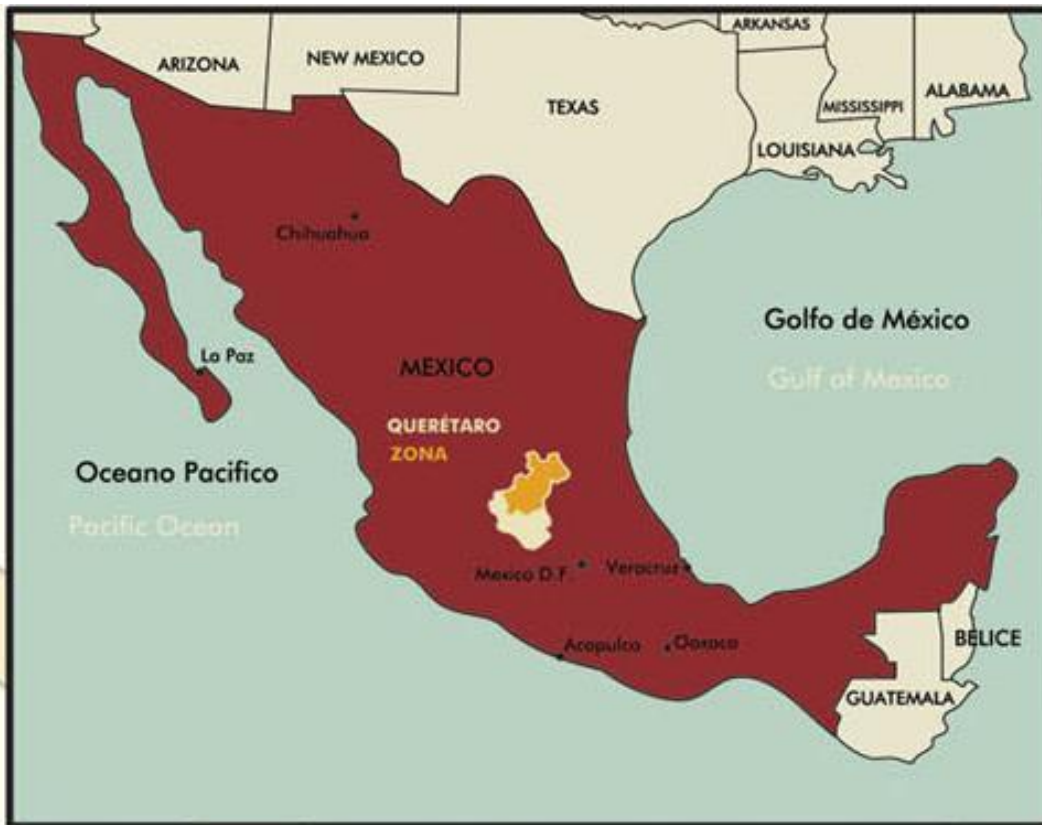 ARKANSAS
ARIZONA
NEW MEXICO
TEXAS
MISSISSIPPI
ALABAMA
LOUISIANA
Chihuahua
Golfo de México
Gulf of Mexico
La Paz
MEXICO
QUERÉTARO
ZONA
Oceano Pacifico
Pacific Ocean
Mexico D.F.
Veracruz
Acapulco
Oaxaca
BELICE
GUATEMALA